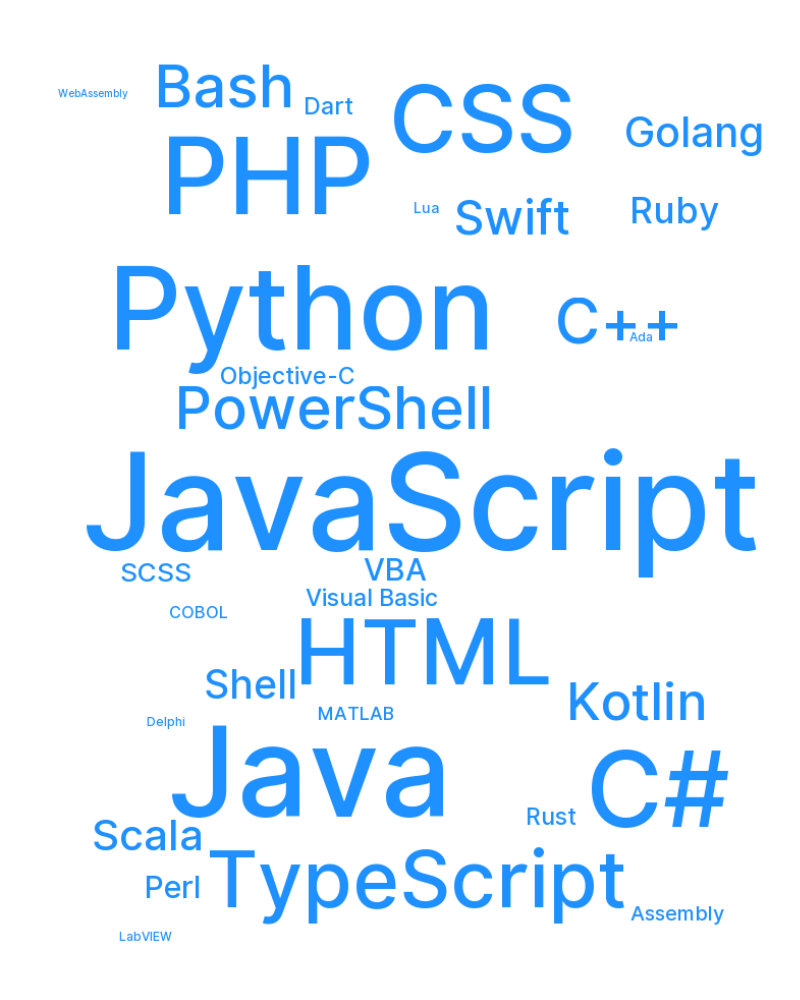 Bash
WebAssembly
Dart
CSS
Golang
PHP
Lua
Swift
Ruby
Python
C++
Ada
Objective-C
PowerShell
JavaScript
SCSS
VBA
Visual Basic
COBOL
HTML
Shell
Kotlin
MATLAB
Delphi
Java
C#
Rust
Scala
TypeScript
Perl
Assembly
LabVIEW